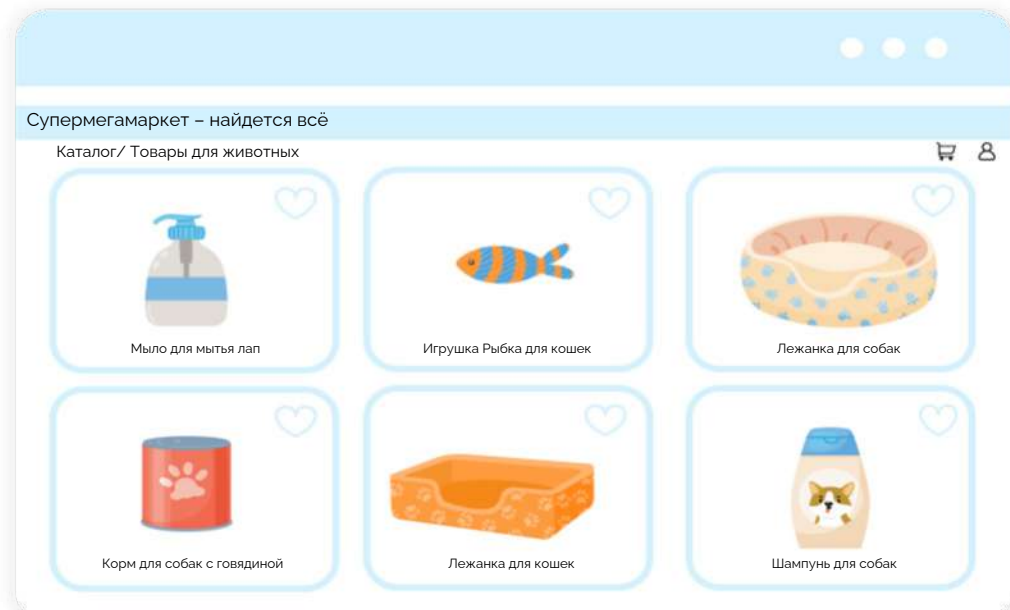 Супермегамаркет – найдется всё
Каталог/ Товары для животных
Мыло для мытья лап
Игрушка Рыбка для кошек
Лежанка для собак
Корм для собак с говядиной
Лежанка для кошек
Шампунь для собак